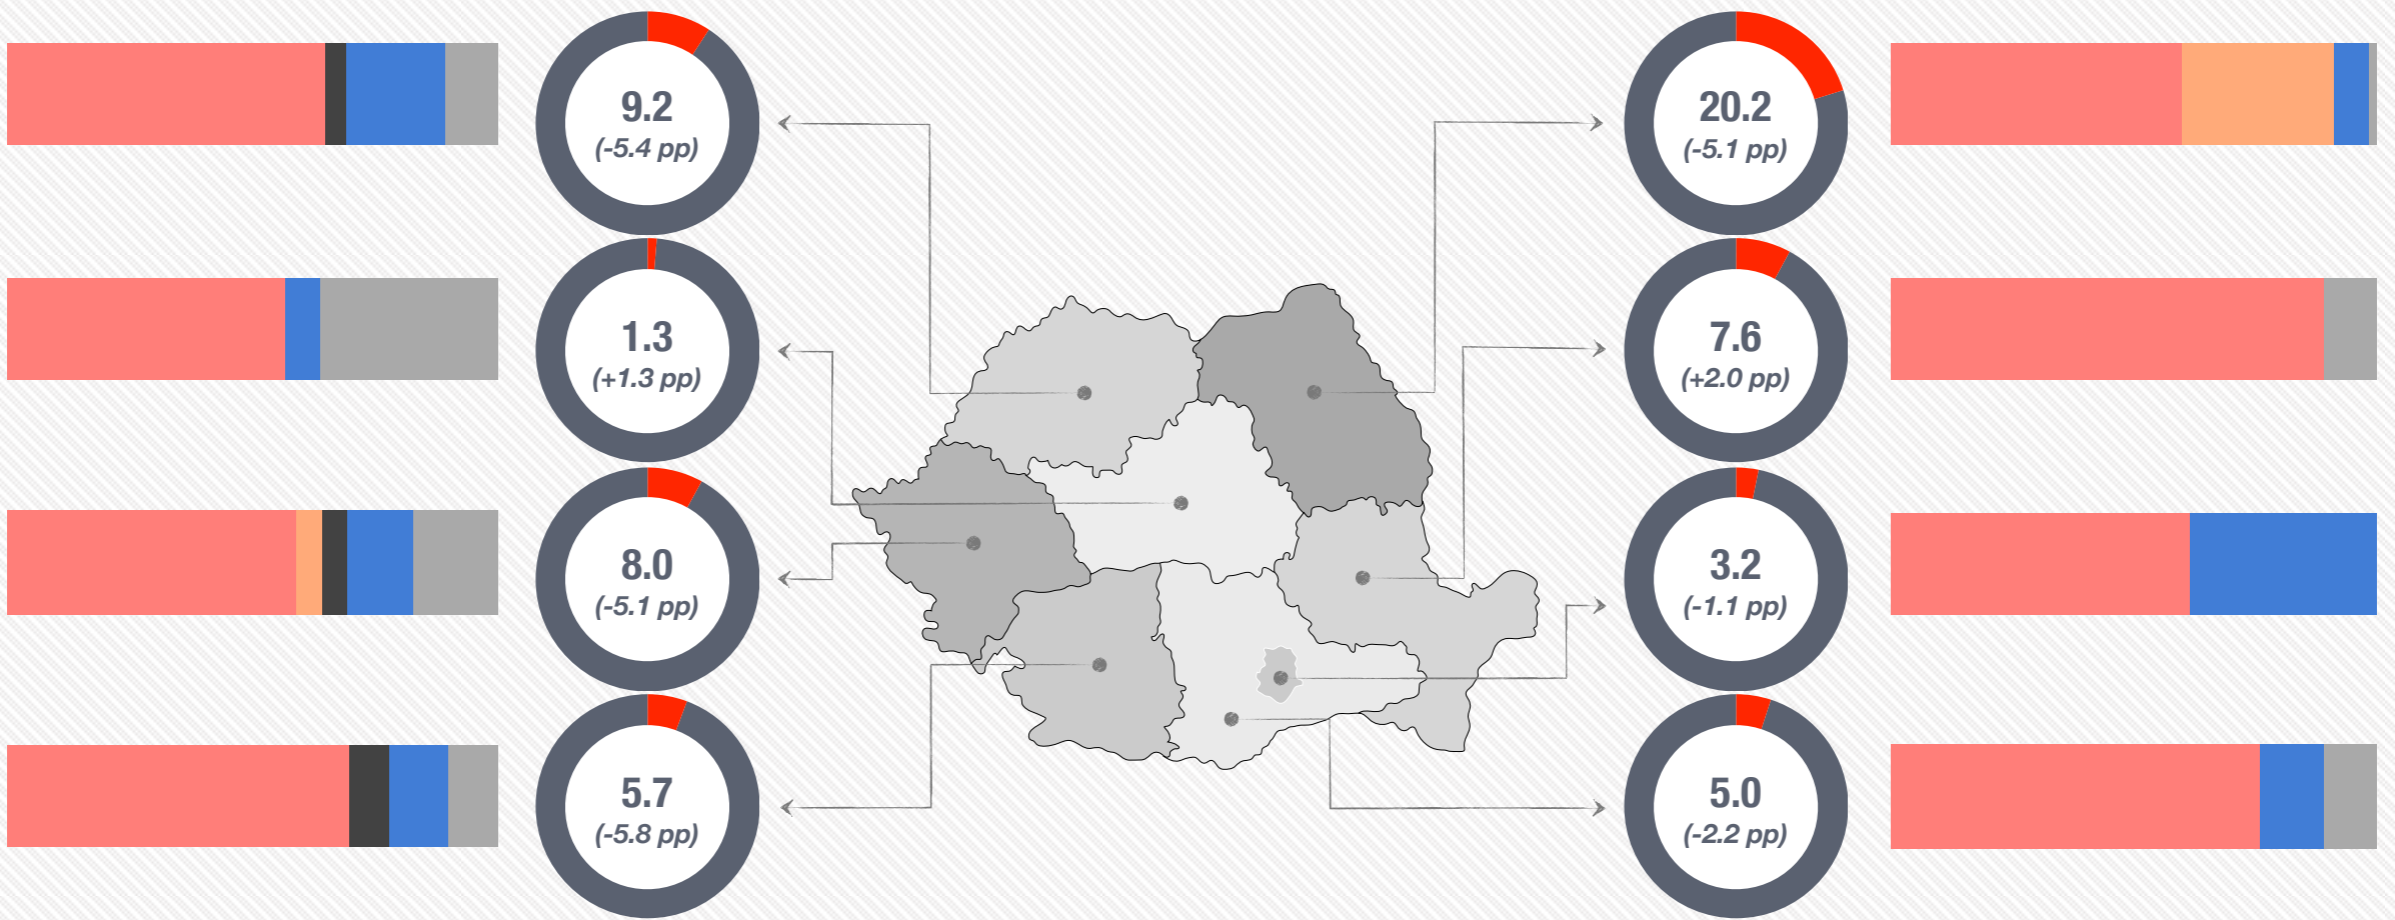 9.2
(-5.4 pp)
1.3
(+1.3 pp)
8.0
(-5.1 pp)
5.7
(-5.8 pp)
20.2
(-5.1 pp)
7.6
(+2.0 pp)
3.2
(-1.1 pp)
5.0
(-2.2 pp)